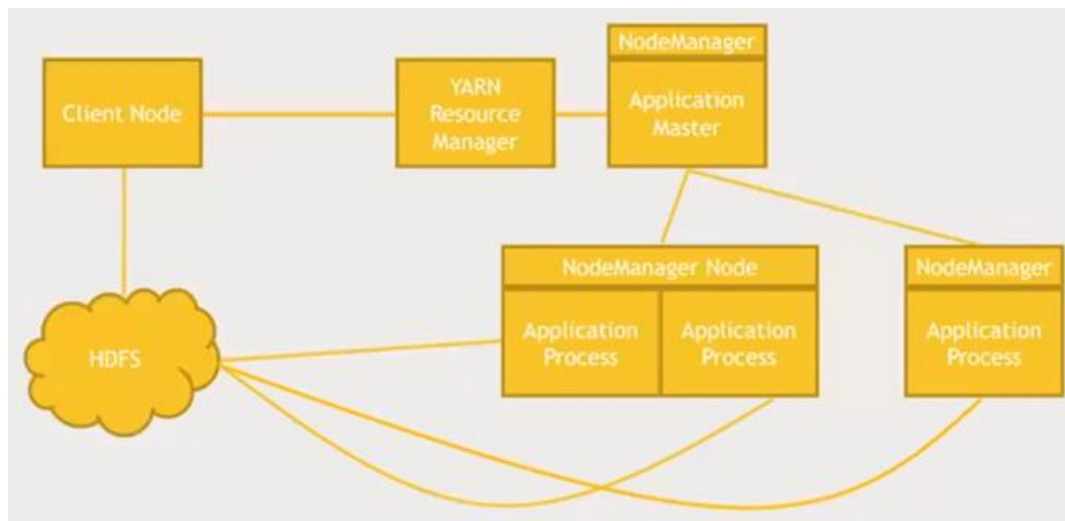 NodeManager
Client Node
YARN
Resource
Manager
Application
Master
NodeManager Node
NodeManager
Application
Process
Application
Process
Application
Process
HDFS